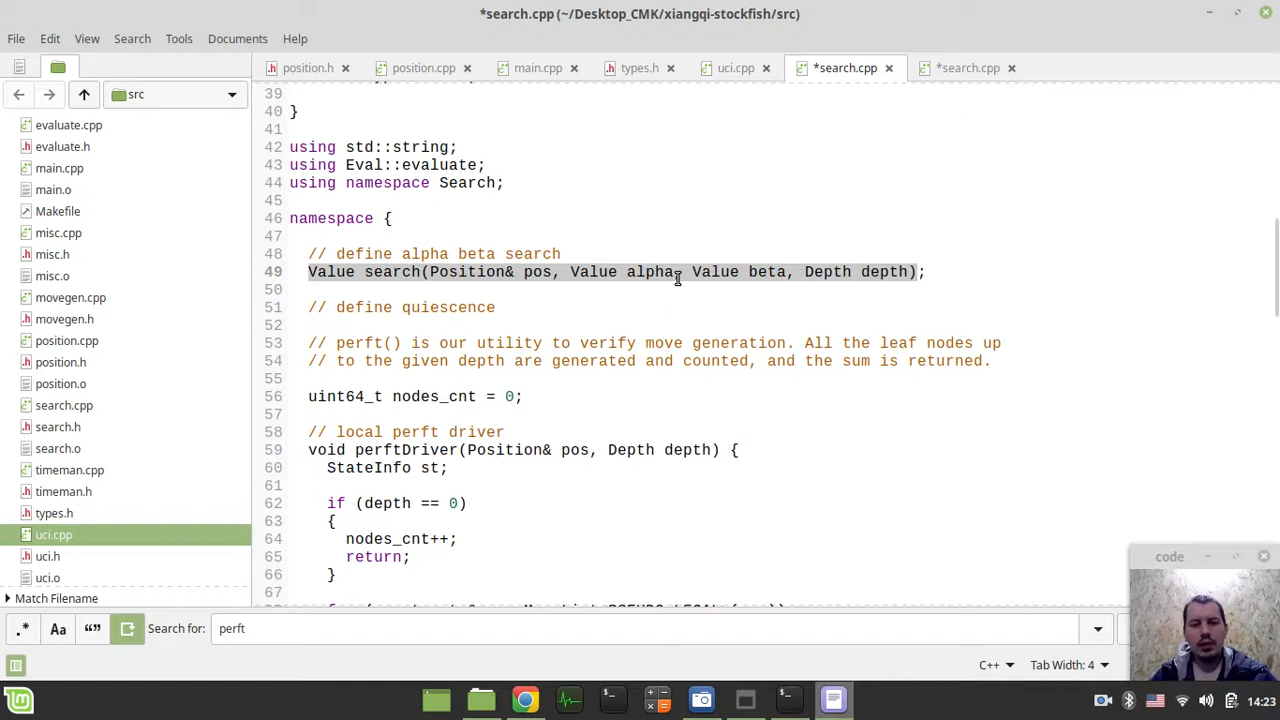 *search.cpp (~/Desktop_CMK/xiangqi-stockfish/src)
File Edit View Search Tools Documents Help
position.h position.cpp main.cpp types.h uci.cpp *search.cpp *search.cpp
src
evaluate.cpp
evaluate.h
main.cpp
main.o
Makefile
misc.cpp
misc.h
misc.o
movegen.cpp
movegen.h
position.cpp
position.h
position.o
search.cpp
search.h
search.o
timeman.cpp
timeman.h
types.h
uci.cpp
uci.h
uci.o
Match Filename
39
40 }
41
42 using std::string;
43 using Eval::evaluate;
44 using namespace Search;
45
46 namespace {
47
48 // define alpha beta search
49 Value search(Position& pos, Value alpha, Value beta, Depth depth);
50
51 // define quiescence
52
53 // perft() is our utility to verify move generation. All the leaf nodes up
54 // to the given depth are generated and counted, and the sum is returned.
55
56 uint64_t nodes_cnt = 0;
57
58 // local perft driver
59 void perftDriver(Position& pos, Depth depth) {
60 StateInfo st;
61
62 if (depth == 0)
63 {
64 nodes_cnt++;
65 return;
66 }
67
.* Aa “” Search for: perft
code
C++ Tab Width: 4
14:23